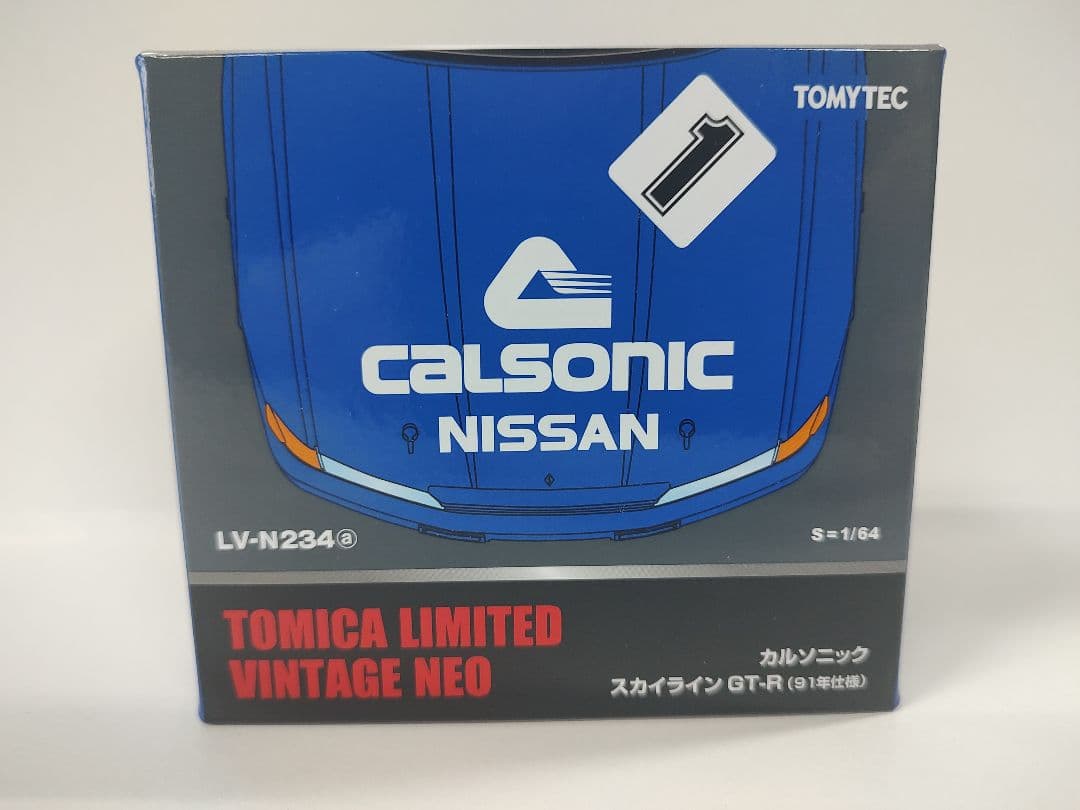 TOMYTEC
1
CALSONIC
NISSAN
LV-N234ⓐ
S=1/64
TOMICA LIMITED
VINTAGE NEO
カルソニック
スカイライン GT-R (91年仕様)